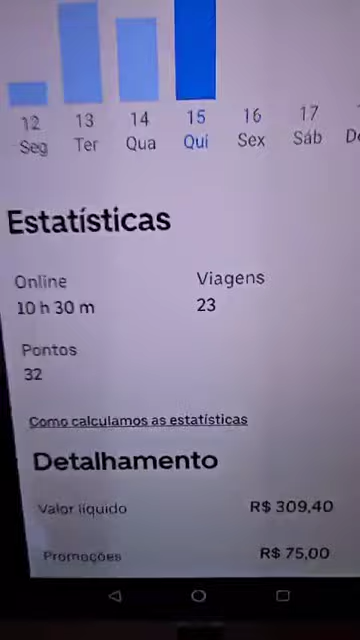 12 13 14 15 16 17
Seg Ter Qua Qui Sex Sáb
Estatísticas
Online Viagens
10 h 30 m 23
Pontos
32
Como calculamos as estatísticas
Detalhamento
Valor líquido R$ 309,40
Promoções R$ 75,00